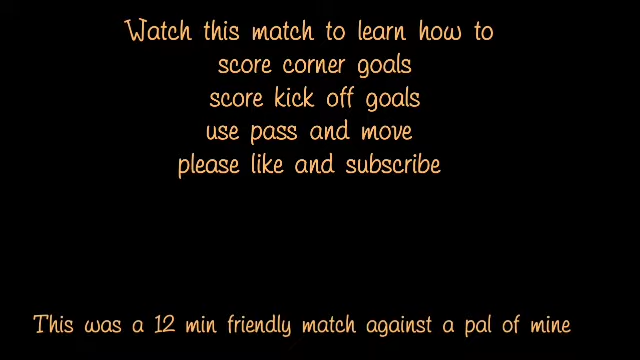 Watch this match to learn how to
score corner goals
score kick off goals
use pass and move
please like and subscribe
This was a 12 min friendly match against a pal of mine